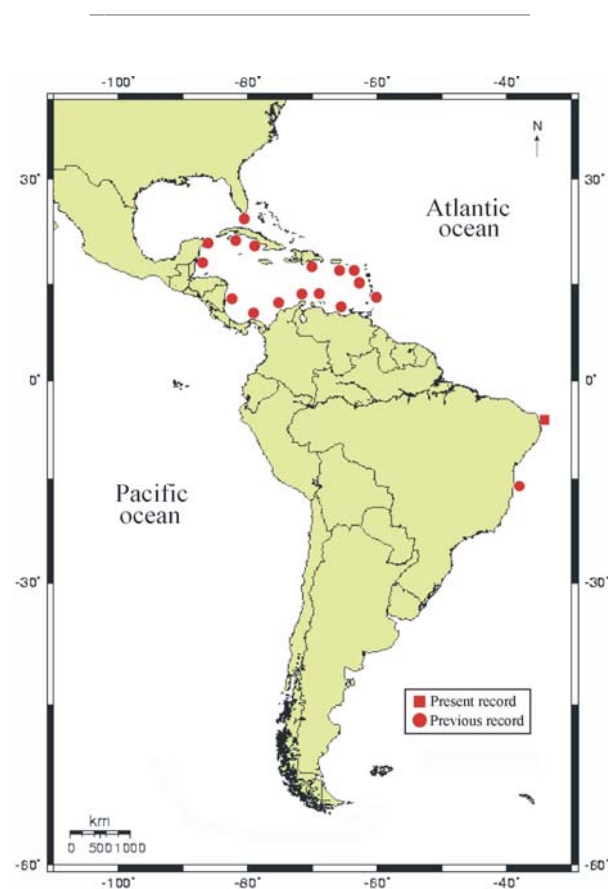 -100° -80° -60° -40°
N
30° 30°
Atlantic
ocean
0° 0°
Pacific
ocean
-30° -30°
Present record
Previous record
km
0 500 1000
-60° -60°
-100° -80° -60° -40°